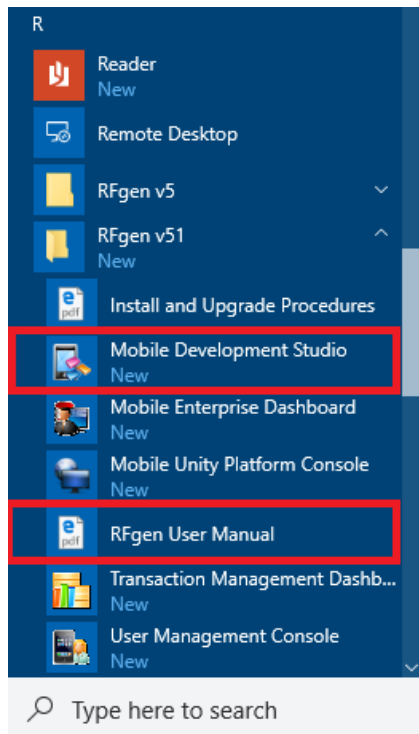 R
Reader
New
Remote Desktop
RFgen v5
RFgen v51
New
Install and Upgrade Procedures
Mobile Development Studio
New
Mobile Enterprise Dashboard
New
Mobile Unity Platform Console
New
RFgen User Manual
Transaction Management Dashb...
New
User Management Console
New
Type here to search